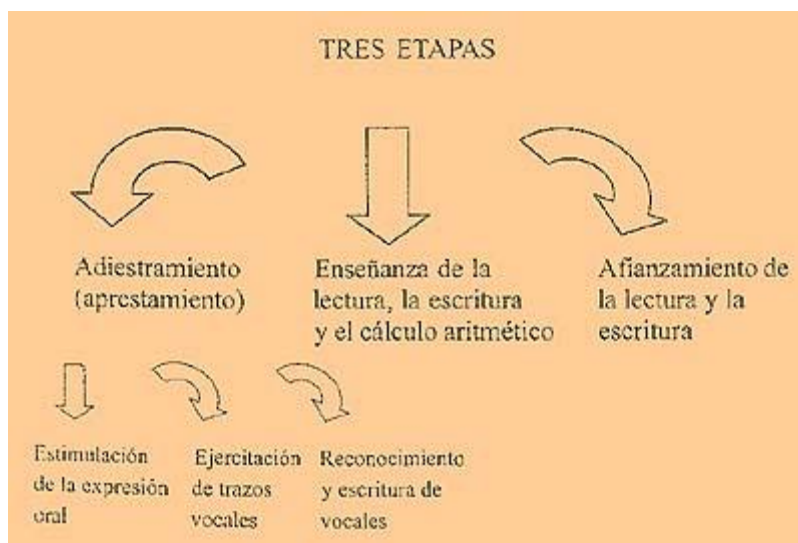 TRES ETAPAS
Adiestramiento
(aprestamiento)
Enseñanza de la
lectura, la escritura
y el cálculo aritmético
Afianzamiento de
la lectura y la
escritura
Estimulación
de la expresión
oral
Ejercitación
de trazos
vocales
Reconocimiento
y escritura de
vocales